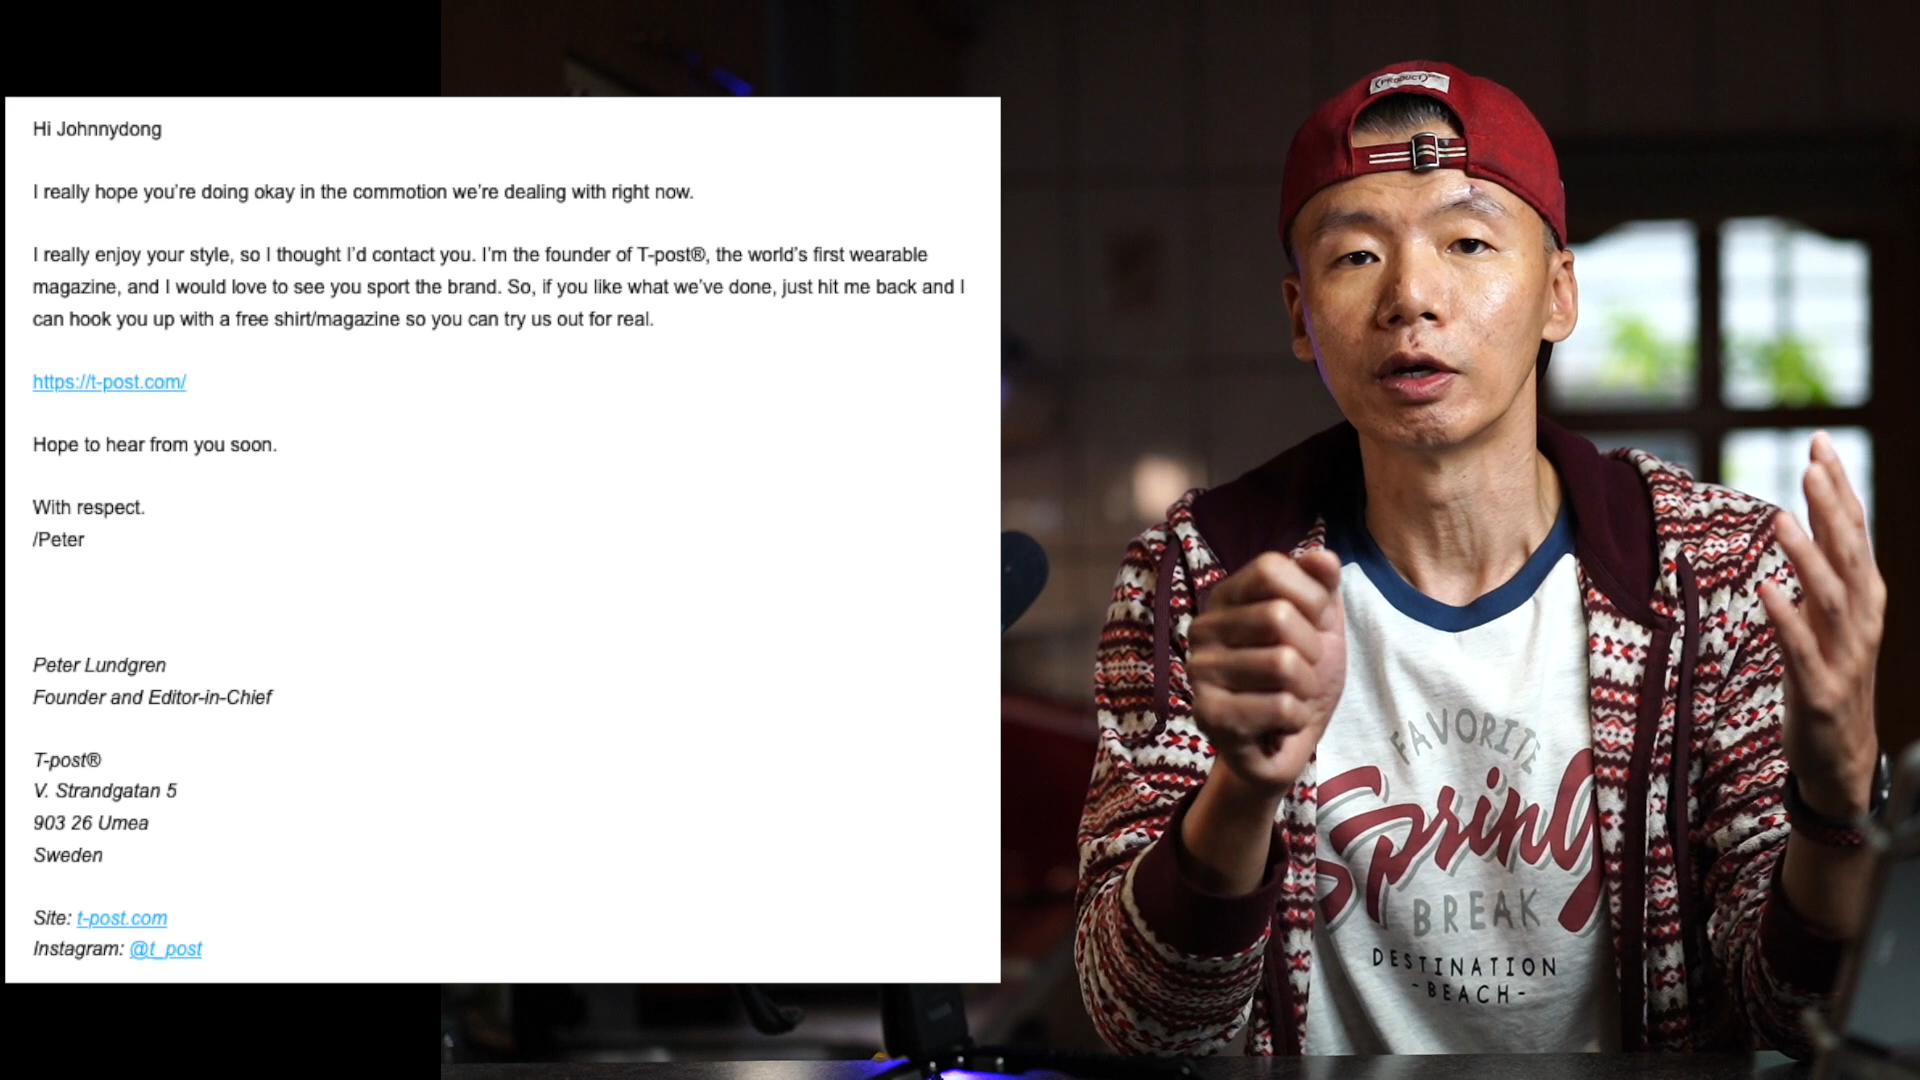 Hi Johnnydong
I really hope you're doing okay in the commotion we're dealing with right now.
I really enjoy your style, so I thought I'd contact you. I'm the founder of T-post®, the world's first wearable
magazine, and I would love to see you sport the brand. So, if you like what we've done, just hit me back and I
can hook you up with a free shirt/magazine so you can try us out for real.
https://t-post.com/
Hope to hear from you soon.
With respect.
/Peter
Peter Lundgren
Founder and Editor-in-Chief
T-post®
V. Strandgatan 5
903 26 Umea
Sweden
Site: t-post.com
Instagram: @t_post
(PRODUCT)
FAVORITE
Spring
BREAK
DESTINATION
-BEACH-